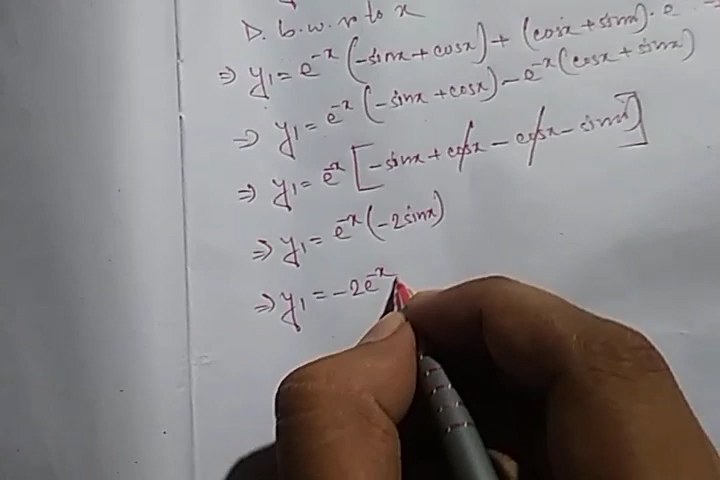 D. b. w. r. to x
⇒ y₁ = e⁻ˣ (-sinx + cosx) + (cosx + sinx) · e
⇒ y₁ = e⁻ˣ (-sinx + cosx) - e⁻ˣ (cosx + sinx)
⇒ y₁ = e⁻ˣ [-sinx + cosx - cosx - sinx]
⇒ y₁ = e⁻ˣ (-2sinx)
⇒ y₁ = -2e⁻ˣ